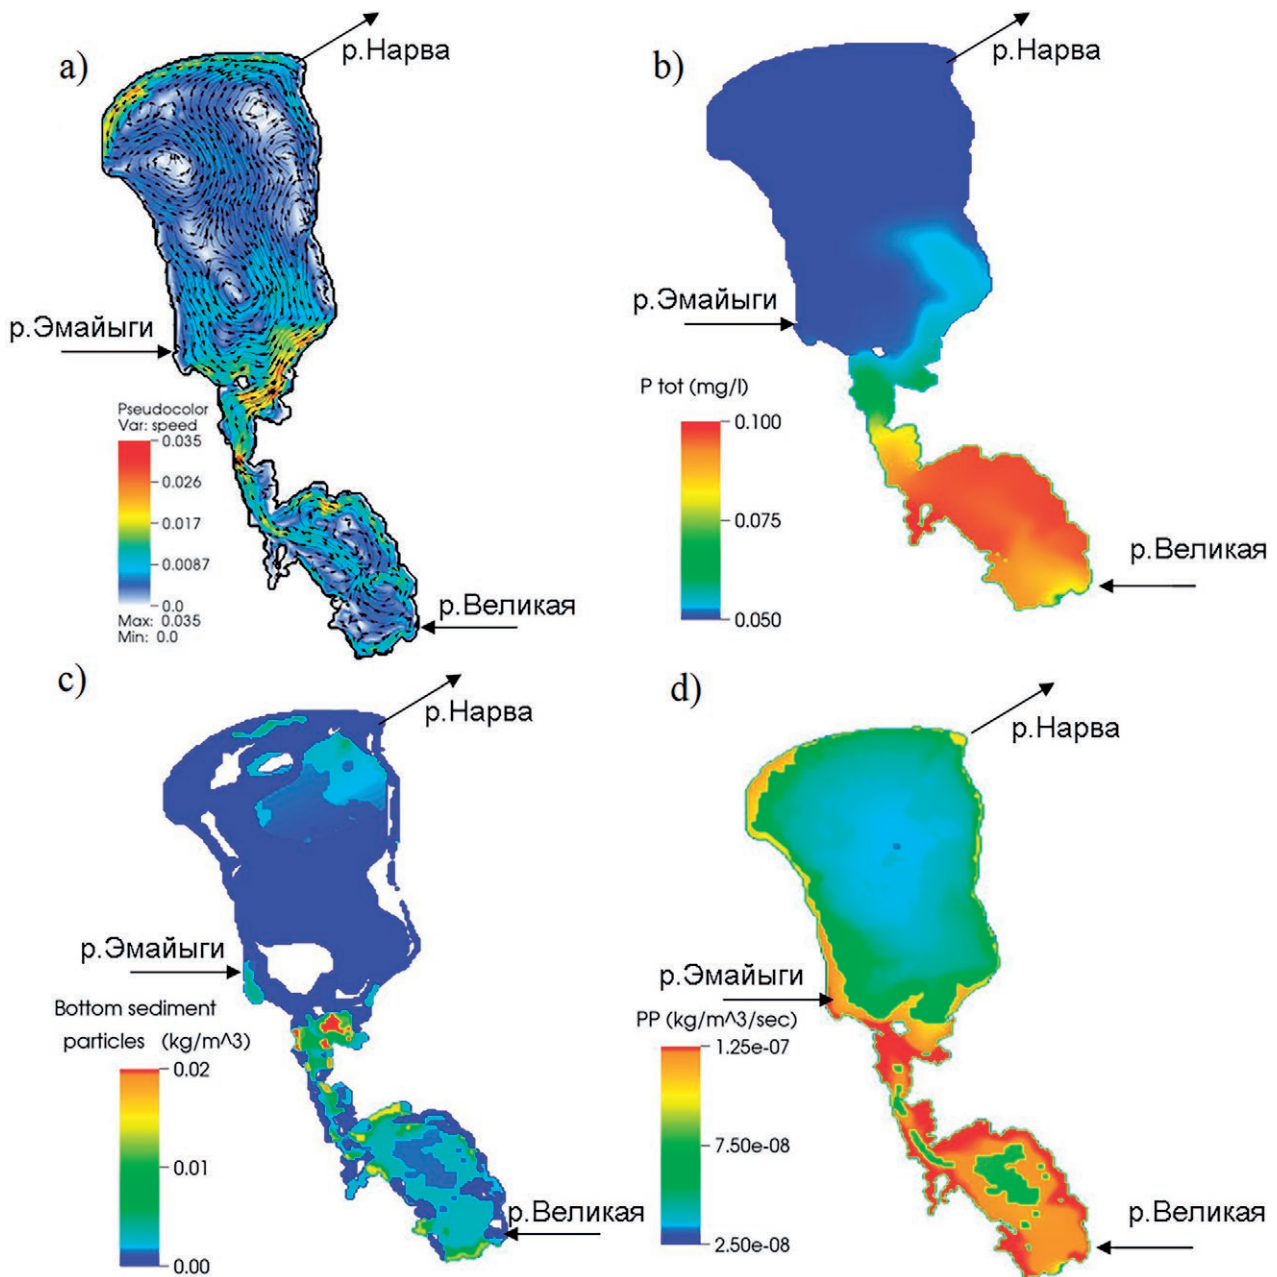 a)
р.Нарва
р.Эмайыги
Pseudocolor
Var: speed
0.035
0.026
0.017
0.0087
0.0
Max: 0.035
Min: 0.0
р.Великая
b)
р.Нарва
р.Эмайыги
P tot (mg/l)
0.100
0.075
0.050
р.Великая
c)
р.Нарва
р.Эмайыги
Bottom sediment
particles (kg/m^3)
0.02
0.01
0.00
р.Великая
d)
р.Нарва
р.Эмайыги
PP (kg/m^3/sec)
1.25e-07
7.50e-08
2.50e-08
р.Великая